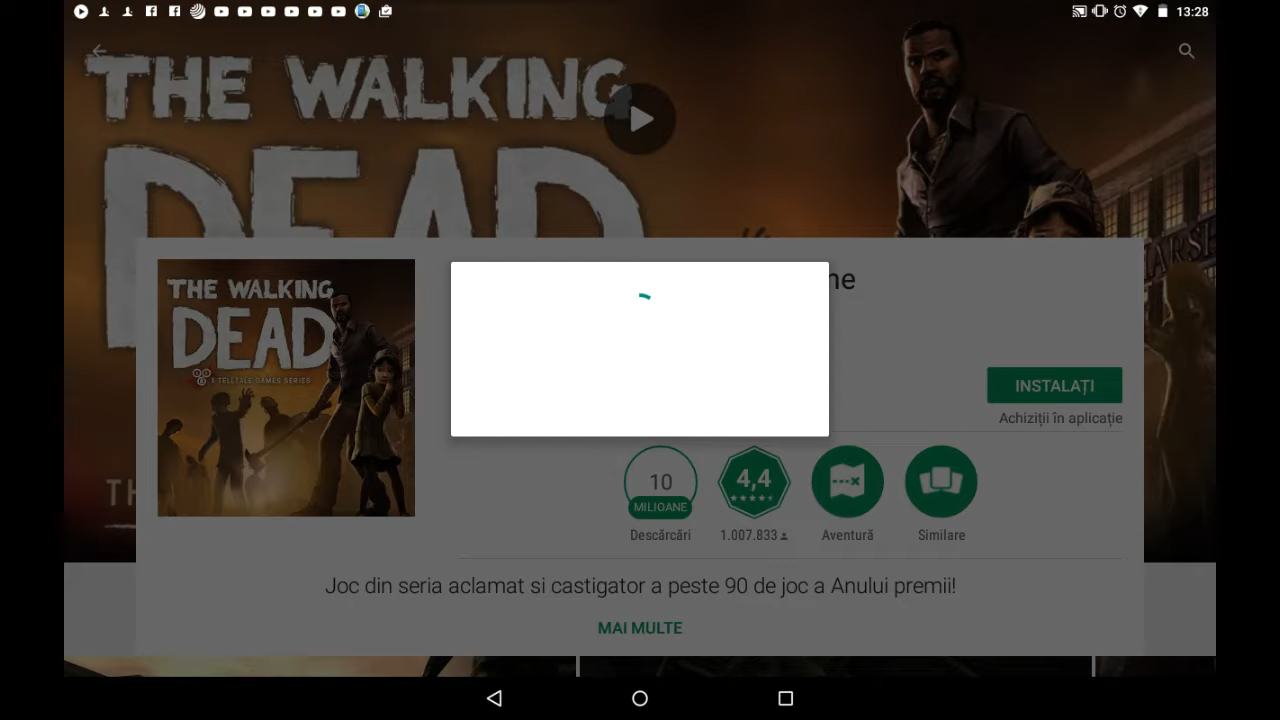 13:28
THE WALKING
DEAD
THE WALKING
DEAD
A TELLTALE GAMES SERIES
ne
INSTALAȚI
Achiziții în aplicație
10
MILIOANE
4,4
Descărcări
1.007.833
Aventură
Similare
TH
Joc din seria aclamat si castigator a peste 90 de joc a Anului premii!
MAI MULTE